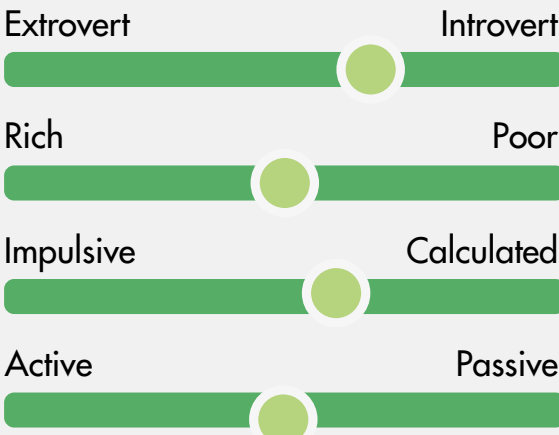 Extrovert Introvert
Rich Poor
Impulsive Calculated
Active Passive